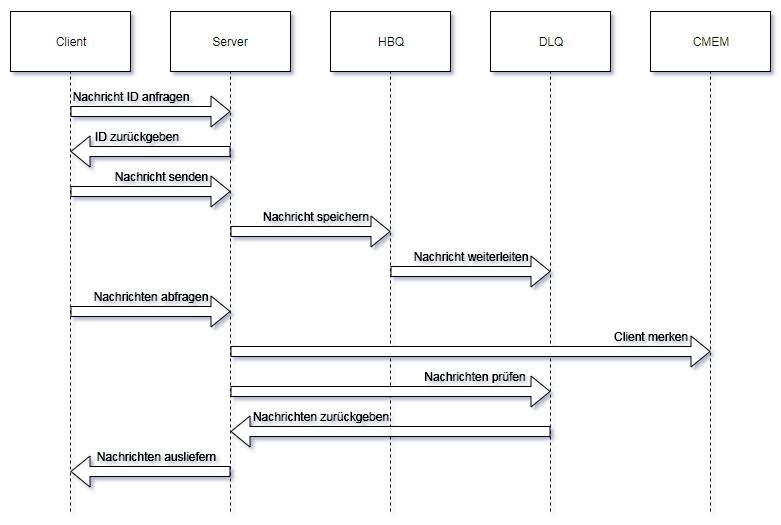 Client
Server
HBQ
DLQ
CMEM
Nachricht ID anfragen
ID zurückgeben
Nachricht senden
Nachricht speichern
Nachricht weiterleiten
Nachrichten abfragen
Client merken
Nachrichten prüfen
Nachrichten zurückgeben
Nachrichten ausliefern